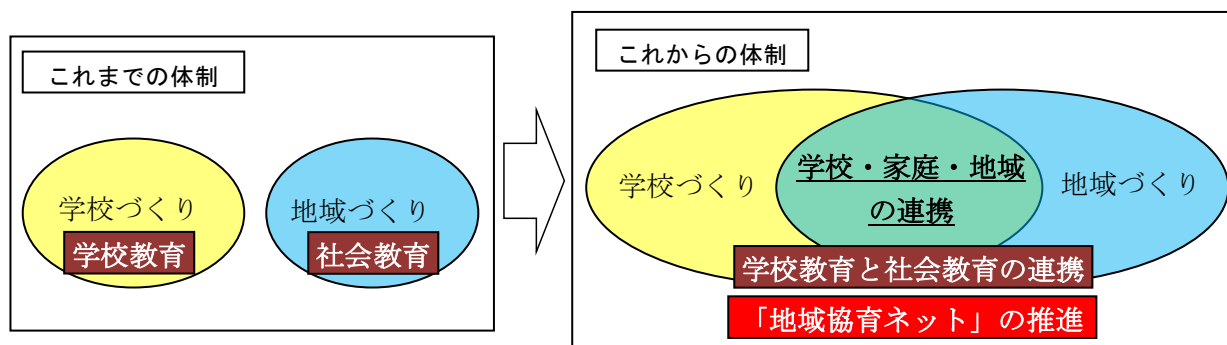 これまでの体制
学校づくり
学校教育
地域づくり
社会教育
これからの体制
学校づくり
学校・家庭・地域
の連携
地域づくり
学校教育と社会教育の連携
「地域協育ネット」の推進